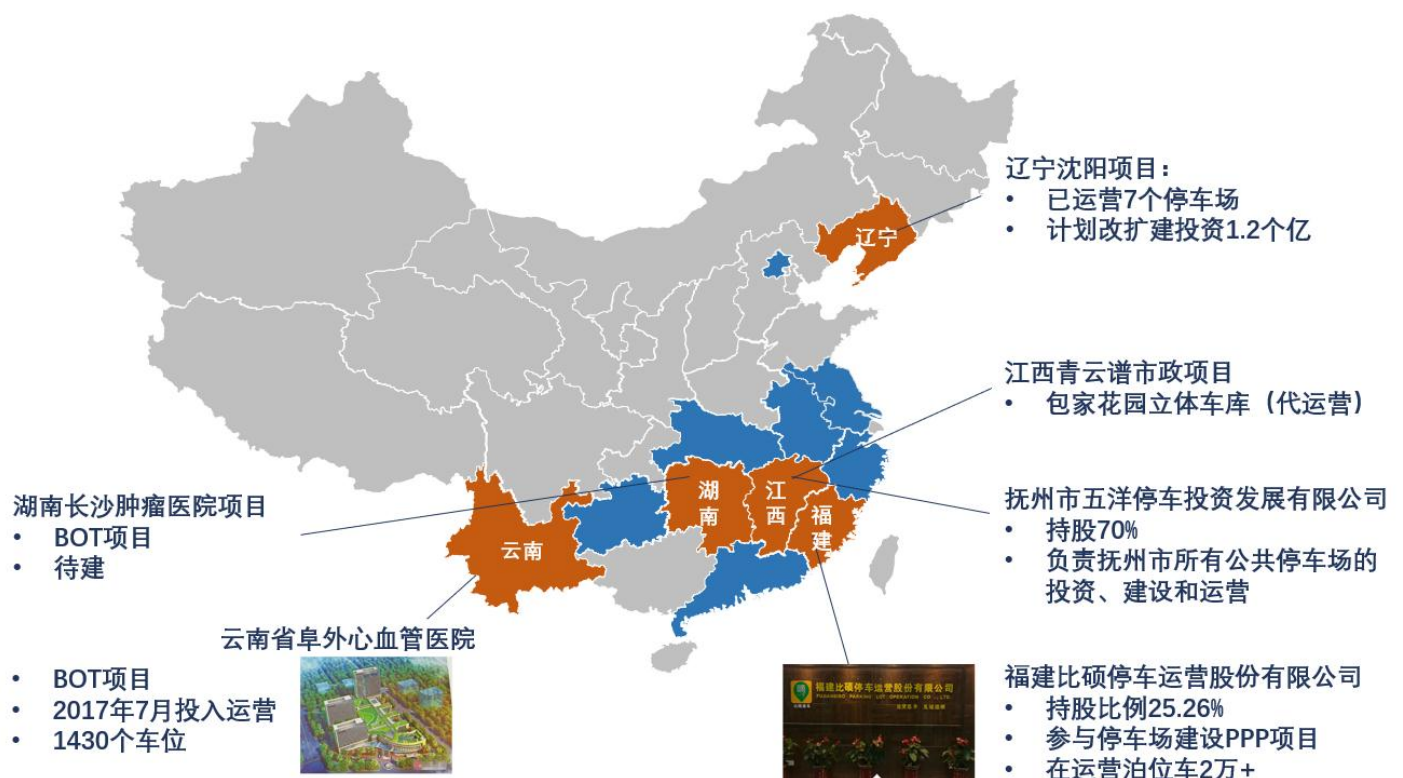 辽宁沈阳项目：
• 已运营7个停车场
• 计划改扩建投资1.2个亿
辽宁
江西青云谱市政项目
• 包家花园立体车库（代运营）
湖南
江西
福建
云南
抚州市五洋停车投资发展有限公司
• 持股70%
• 负责抚州市所有公共停车场的
投资、建设和运营
湖南长沙肿瘤医院项目
• BOT项目
• 待建
云南省阜外心血管医院
• BOT项目
• 2017年7月投入运营
• 1430个车位
福建比硕停车运营股份有限公司
福建比硕停车运营股份有限公司
• 持股比例25.26%
• 参与停车场建设PPP项目
• 在运营泊位车2万+